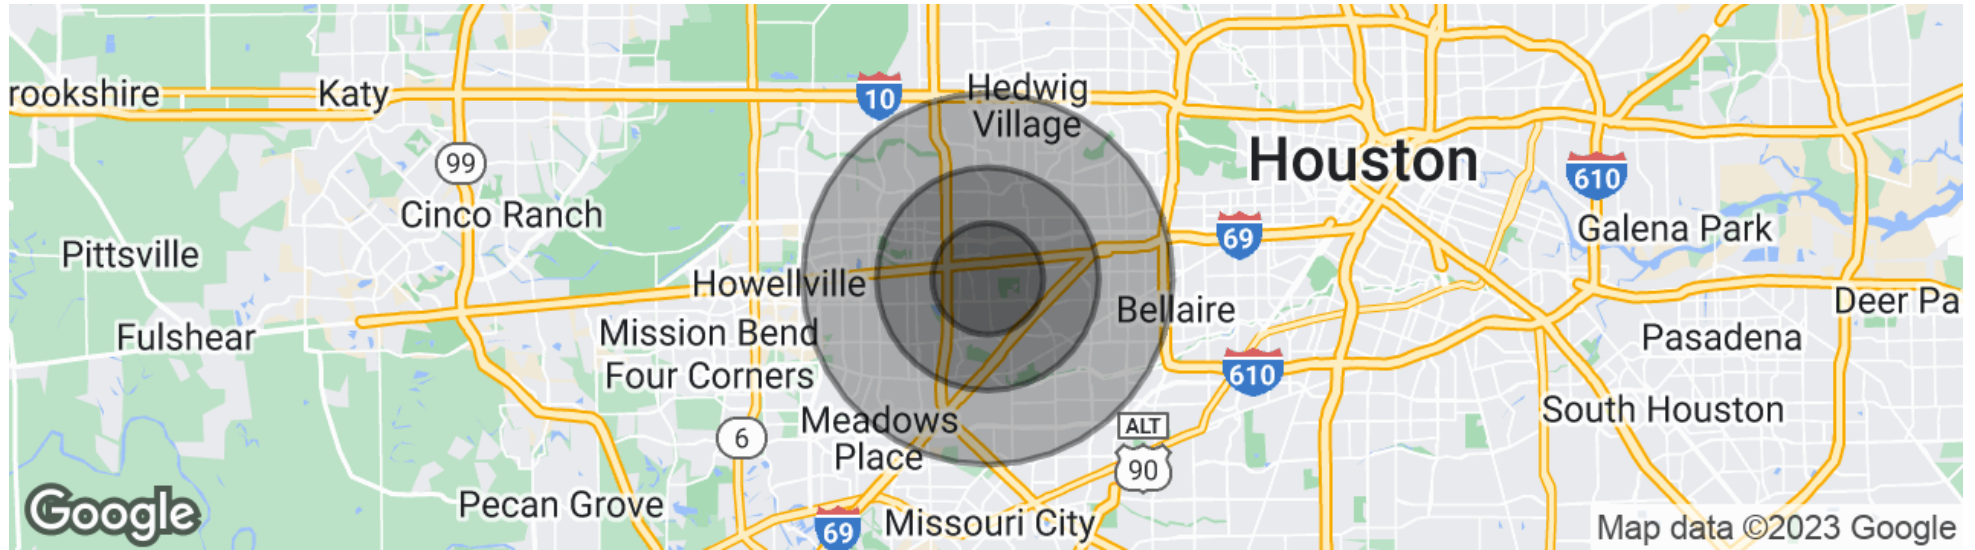 rookshire
Katy
10
Hedwig
Village
Houston
99
610
Cinco Ranch
Galena Park
69
Pittsville
Howellville
Bellaire
Deer Pa
Fulshear
Mission Bend
Pasadena
Four Corners
610
South Houston
Meadows
Place
ALT
90
6
Pecan Grove
69
Missouri City
Google
Map data ©2023 Google